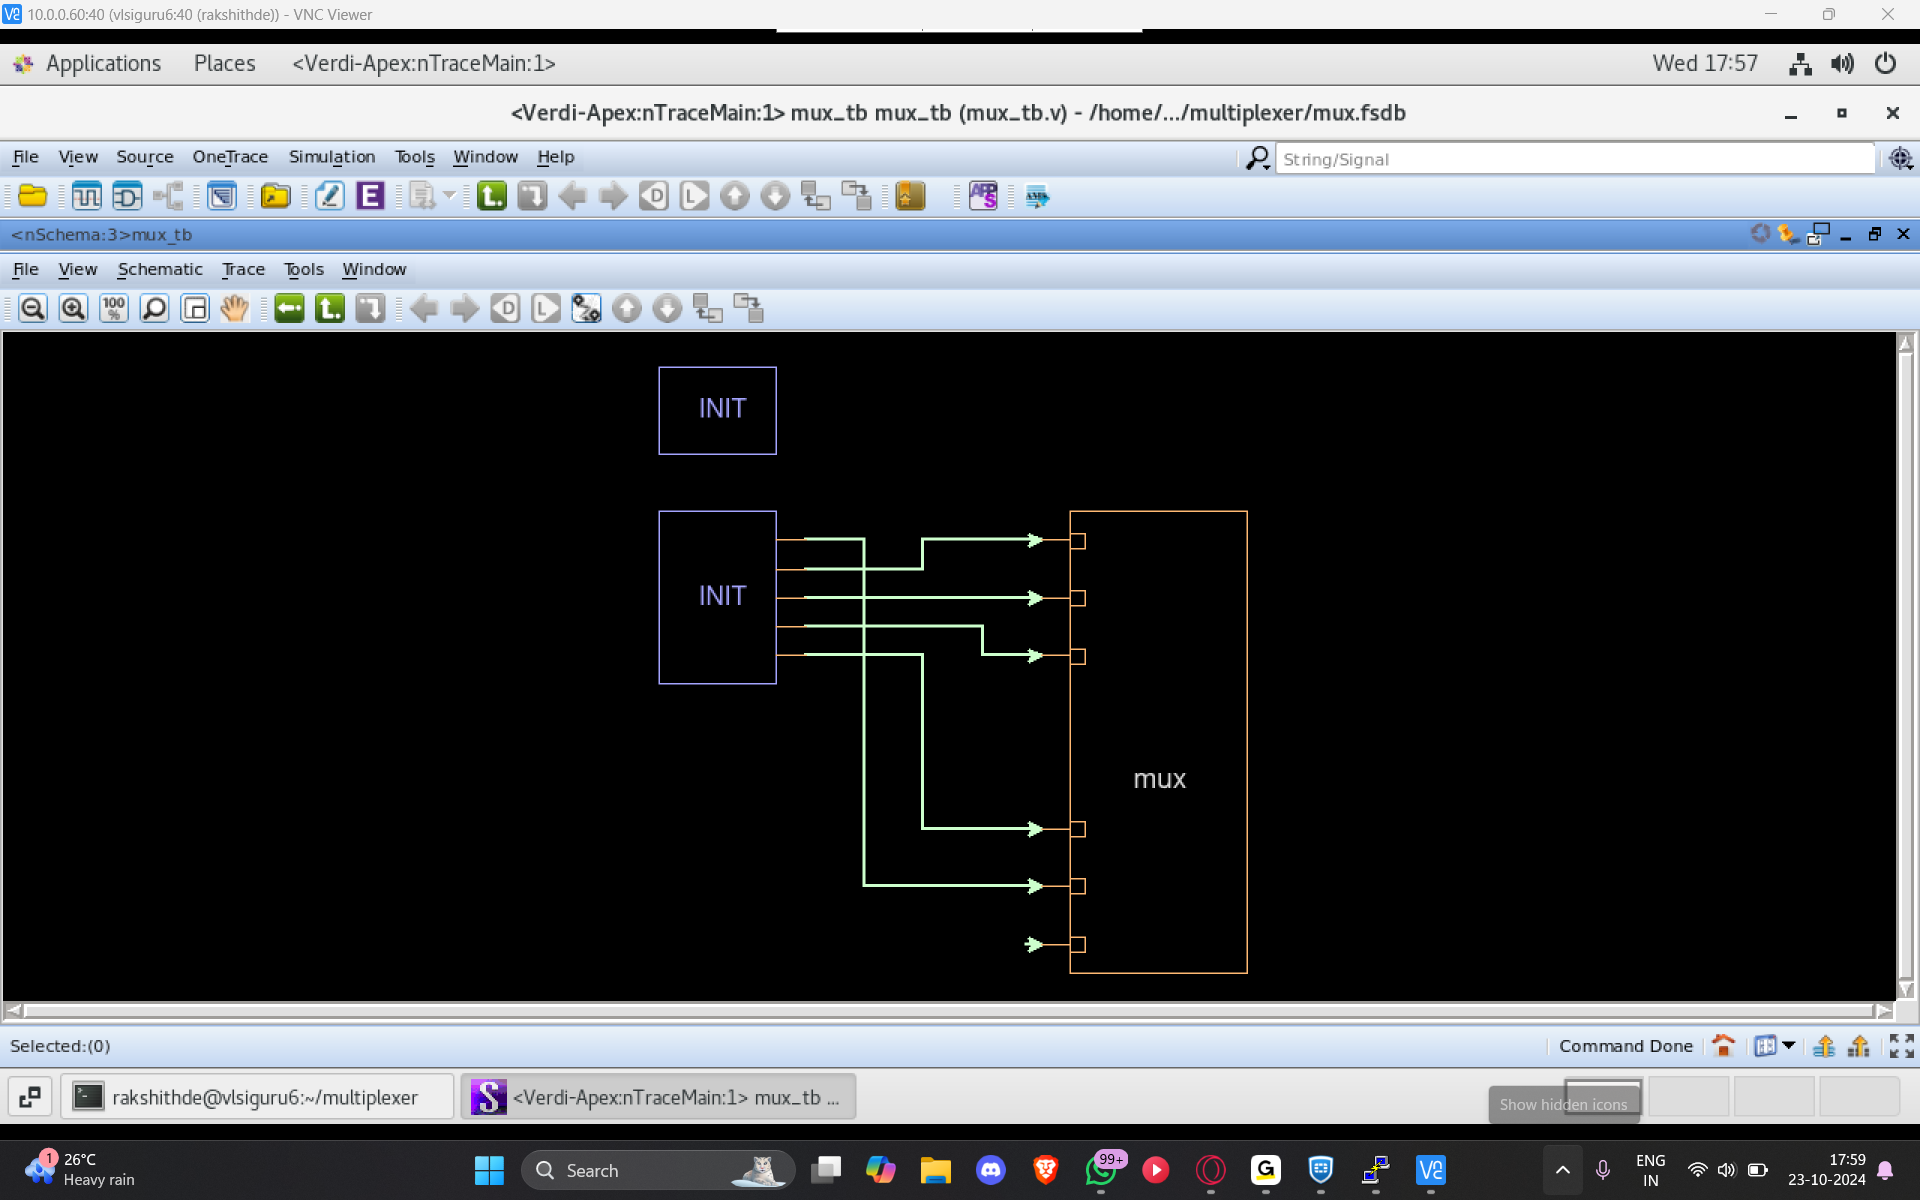 10.0.0.60:40 (vlsiguru6:40 (rakshithde)) - VNC Viewer
Applications Places <Verdi-Apex:nTraceMain:1> Wed 17:57
<Verdi-Apex:nTraceMain:1> mux_tb mux_tb (mux_tb.v) - /home/.../multiplexer/mux.fsdb
File View Source OneTrace Simulation Tools Window Help String/Signal
E D L APP S
<nSchema:3>mux_tb
File View Schematic Trace Tools Window
100 % L D L
INIT
INIT
mux
Selected:(0) Command Done
rakshithde@vlsiguru6:~/multiplexer S <Verdi-Apex:nTraceMain:1> mux_tb ...
Show hidden icons
1 26°C
Heavy rain
Search 99+ G
ENG
IN
17:59
23-10-2024